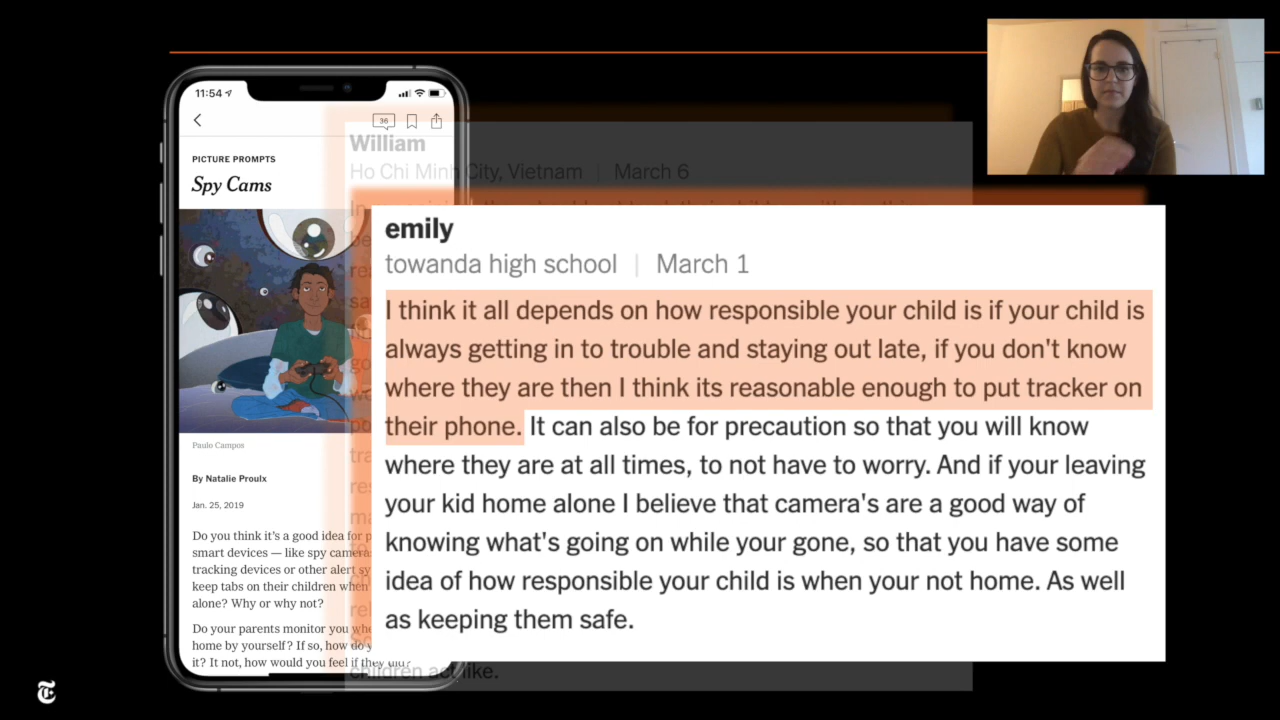 11:54
36
PICTURE PROMPTS
Spy Cams
Paulo Campos
By Natalie Proulx
Jan. 25, 2019
Do you think it's a good idea for
smart devices — like spy cameras
tracking devices or other alert
keep tabs on their children when
alone? Why or why not?
Do your parents monitor you
home by yourself? If so, how do
it? It not, how would you feel if they did?
William
Ho Chi Minh City, Vietnam | March 6
children act like.
emily
towanda high school | March 1
I think it all depends on how responsible your child is if your child is
always getting in to trouble and staying out late, if you don't know
where they are then I think its reasonable enough to put tracker on
their phone. It can also be for precaution so that you will know
where they are at all times, to not have to worry. And if your leaving
your kid home alone I believe that camera's are a good way of
knowing what's going on while your gone, so that you have some
idea of how responsible your child is when your not home. As well
as keeping them safe.